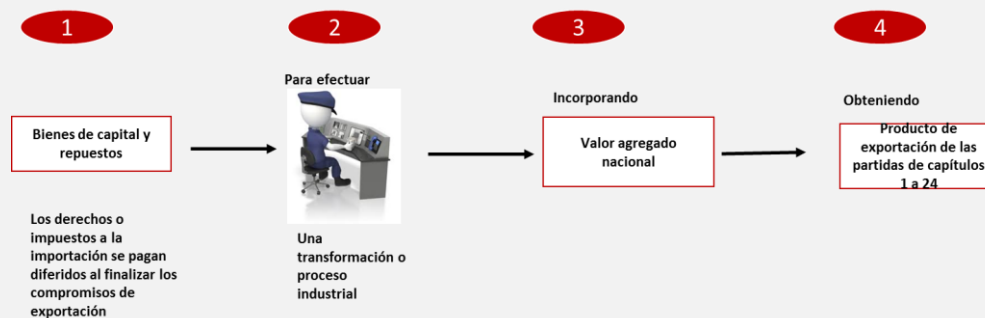 1
2
3
4
Para efectuar
Incorporando
Obteniendo
Bienes de capital y
repuestos
Valor agregado
nacional
Producto de
exportación de las
partidas de capítulos
1 a 24
Los derechos o
impuestos a la
importación se pagan
diferidos al finalizar los
compromisos de
exportación
Una
transformación o
proceso
industrial